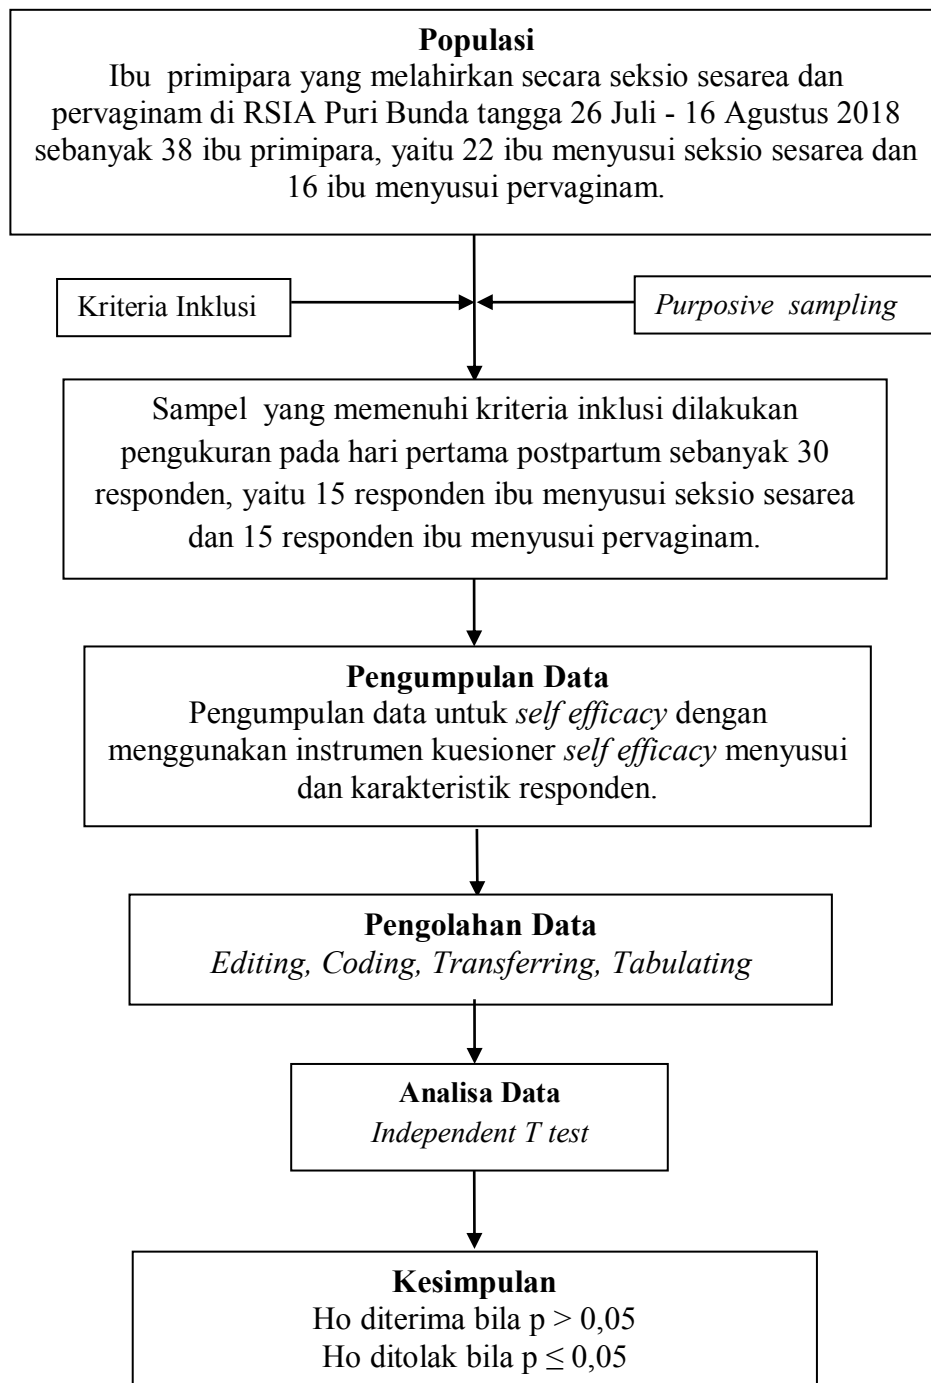 Populasi
Ibu primipara yang melahirkan secara seksio sesarea dan
pervaginam di RSIA Puri Bunda tangga 26 Juli - 16 Agustus 2018
sebanyak 38 ibu primipara, yaitu 22 ibu menyusui seksio sesarea dan
16 ibu menyusui pervaginam.
Kriteria Inklusi
Purposive sampling
Sampel yang memenuhi kriteria inklusi dilakukan
pengukuran pada hari pertama postpartum sebanyak 30
responden, yaitu 15 responden ibu menyusui seksio sesarea
dan 15 responden ibu menyusui pervaginam.
Pengumpulan Data
Pengumpulan data untuk self efficacy dengan
menggunakan instrumen kuesioner self efficacy menyusui
dan karakteristik responden.
Pengolahan Data
Editing, Coding, Transferring, Tabulating
Analisa Data
Independent T test
Kesimpulan
Ho diterima bila p > 0,05
Ho ditolak bila p ≤ 0,05